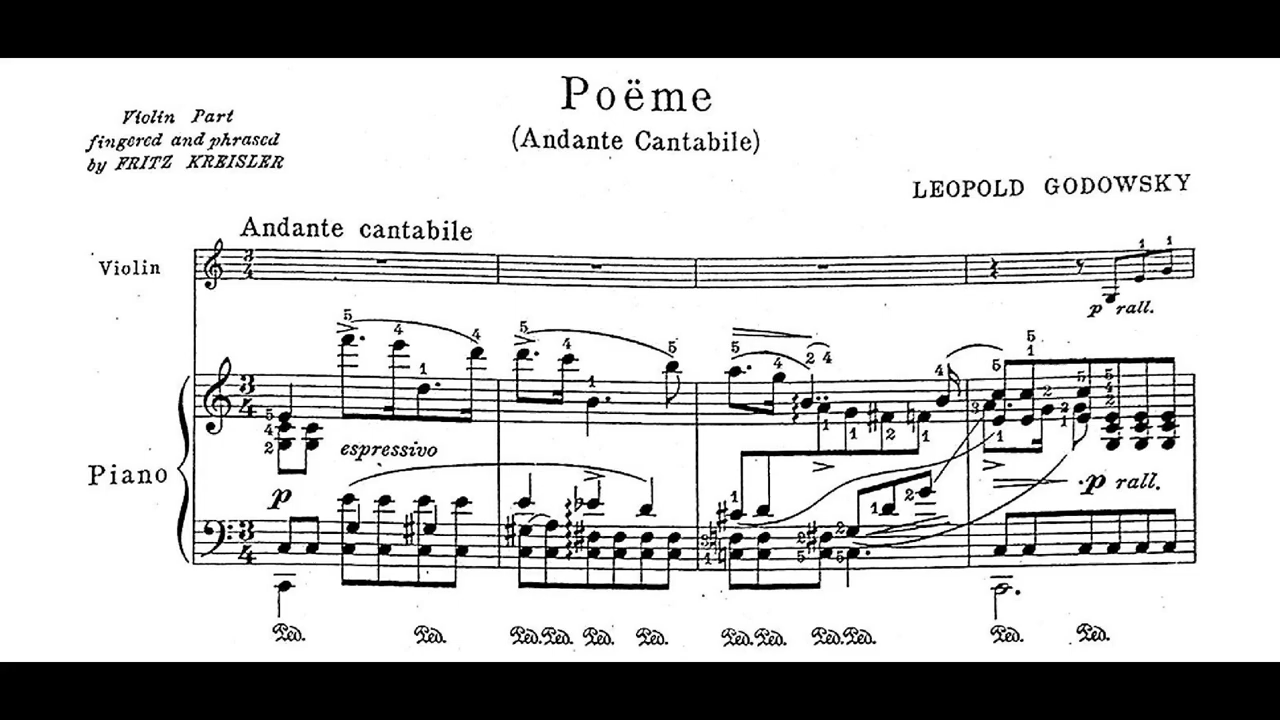 Poëme
(Andante Cantabile)
Violin Part
fingered and phrased
by FRITZ KREISLER
LEOPOLD GODOWSKY
Andante cantabile
Violin
p rall.
Piano
espressivo
p
p rall.
Ped. Ped. Ped. Ped. Ped. Ped. Ped. Ped. Ped. Ped. Ped. Ped.